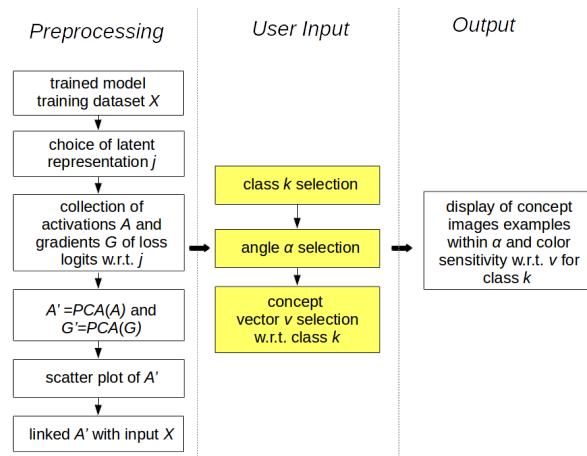 Preprocessing
trained model
training dataset X
choice of latent
representation j
collection of
activations A and
gradients G of loss
logits w.r.t. j
A' =PCA(A) and
G'=PCA(G)
scatter plot of A'
linked A' with input X
User Input
class k selection
angle α selection
concept
vector v selection
w.r.t. class k
Output
display of concept
images examples
within α and color
sensitivity w.r.t. v for
class k